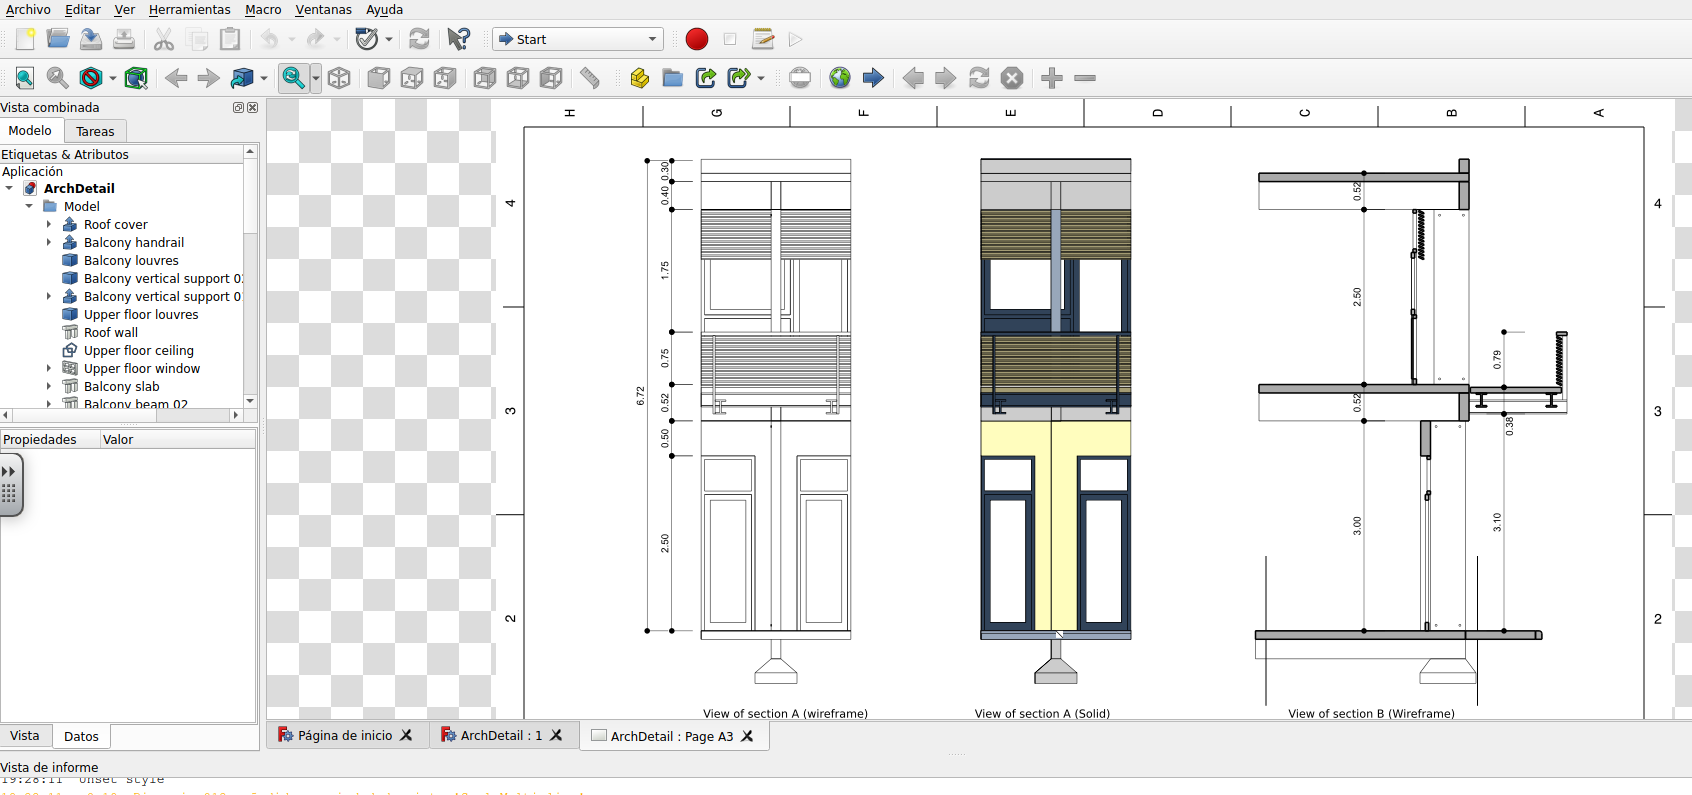 Archivo Editar Ver Herramientas Macro Ventanas Ayuda
Start
Vista combinada
Modelo Tareas
Etiquetas & Atributos
Aplicación
ArchDetail
Model
Roof cover
Balcony handrail
Balcony louvres
Balcony vertical support 0
Balcony vertical support 0
Upper floor louvres
Roof wall
Upper floor ceiling
Upper floor window
Balcony slab
Balcony beam 02
Propiedades Valor
Vista Datos
H G F E D C B A
4 4
3 3
2 2
0.30
0.40
1.75
0.75
0.52
0.50
2.50
6.72
0.52
2.50
0.52
3.00
0.79
0.38
3.10
View of section A (wireframe) View of section A (Solid) View of section B (Wireframe)
Página de inicio ArchDetail : 1 ArchDetail : Page A3
Vista de informe
19:28:11 Unset style